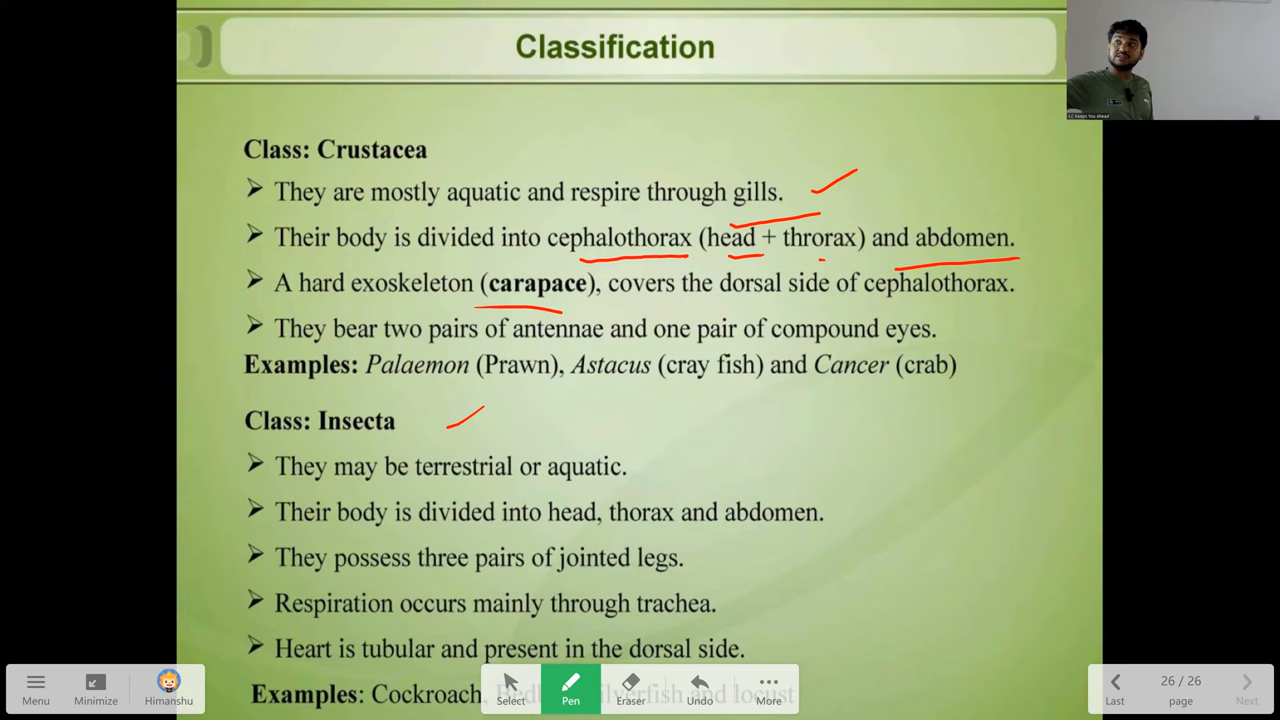 Classification
Class: Crustacea
➢ They are mostly aquatic and respire through gills.
➢ Their body is divided into cephalothorax (head + throrax) and abdomen.
➢ A hard exoskeleton (carapace), covers the dorsal side of cephalothorax.
➢ They bear two pairs of antennae and one pair of compound eyes.
Examples: Palaemon (Prawn), Astacus (cray fish) and Cancer (crab)
Class: Insecta
➢ They may be terrestrial or aquatic.
➢ Their body is divided into head, thorax and abdomen.
➢ They possess three pairs of jointed legs.
➢ Respiration occurs mainly through trachea.
➢ Heart is tubular and present in the dorsal side.
Examples: Cockroach, Silverfish and locust
Menu
Minimize
Himanshu
Select
Pen
Eraser
Undo
More
Last
26 / 26
page
Next